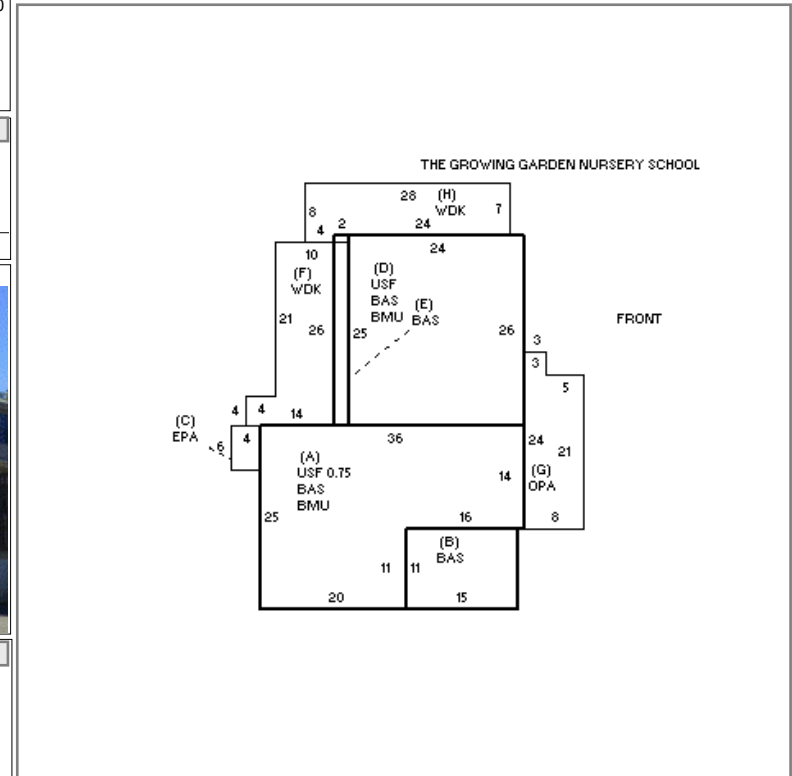 THE GROWING GARDEN NURSERY SCHOOL
28 (H)
WDK 7
8
4 2 24
10 24
(F)
WDK
(D)
USF
BAS
BMU
(E)
BAS
FRONT
21 26 25 26
3
3
5
4 4 14
(C)
EPA
6
4
36
24
21
(A)
USF 0.75
BAS
BMU
14
(G)
OPA
25
16 8
(B)
BAS
11 11
20 15